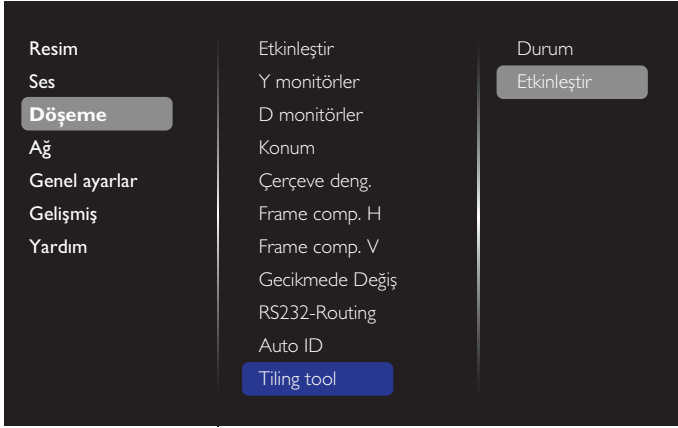 Resim
Ses
Döşeme
Ağ
Genel ayarlar
Gelişmiş
Yardım
Etkinleştir
Y monitörler
D monitörler
Konum
Çerçeve deng.
Frame comp. H
Frame comp. V
Gecikmede Değiş
RS232-Routing
Auto ID
Tiling tool
Durum
Etkinleştir